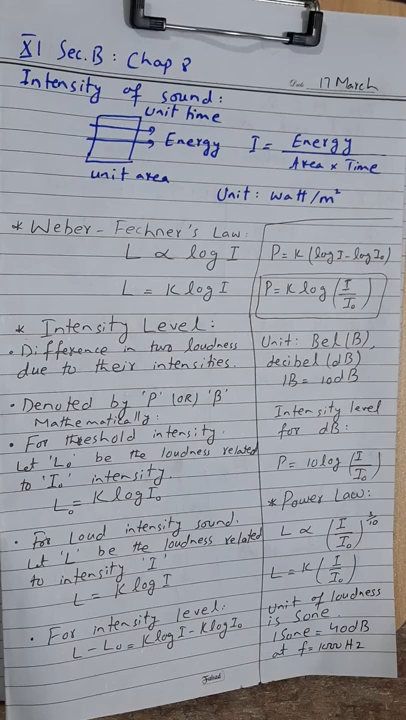 XI Sec.B: Chap 8
Date 17 March
Intensity of sound:
unit time
Energy
unit area
I = Energy / Area x Time
Unit: watt/m²
* Weber-Fechner's Law:
L ∝ log I
L = K log I
* Intensity Level:
• Difference in two loudness
due to their intensities.
• Denoted by 'P' (OR) 'β'
Mathematically:
• For threshold intensity:
Let 'L₀' be the loudness related
to 'I₀' intensity.
L₀ = K log I₀
• For Loud intensity sound:
Let 'L' be the loudness related
to intensity 'I'
L = K log I
• For intensity level:
L - L₀ = K log I - K log I₀
P = K (log I - log I₀)
P = K log (I/I₀)
Unit: Bel (B),
decibel (dB)
1B = 10dB
Intensity level
for dB:
P = 10 log (I/I₀)
* Power Law:
L ∝ (I/I₀)^3/10
L = K (I/I₀)
Unit of loudness
is Sone.
1 Sone = 40dB
at f = 1000 Hz